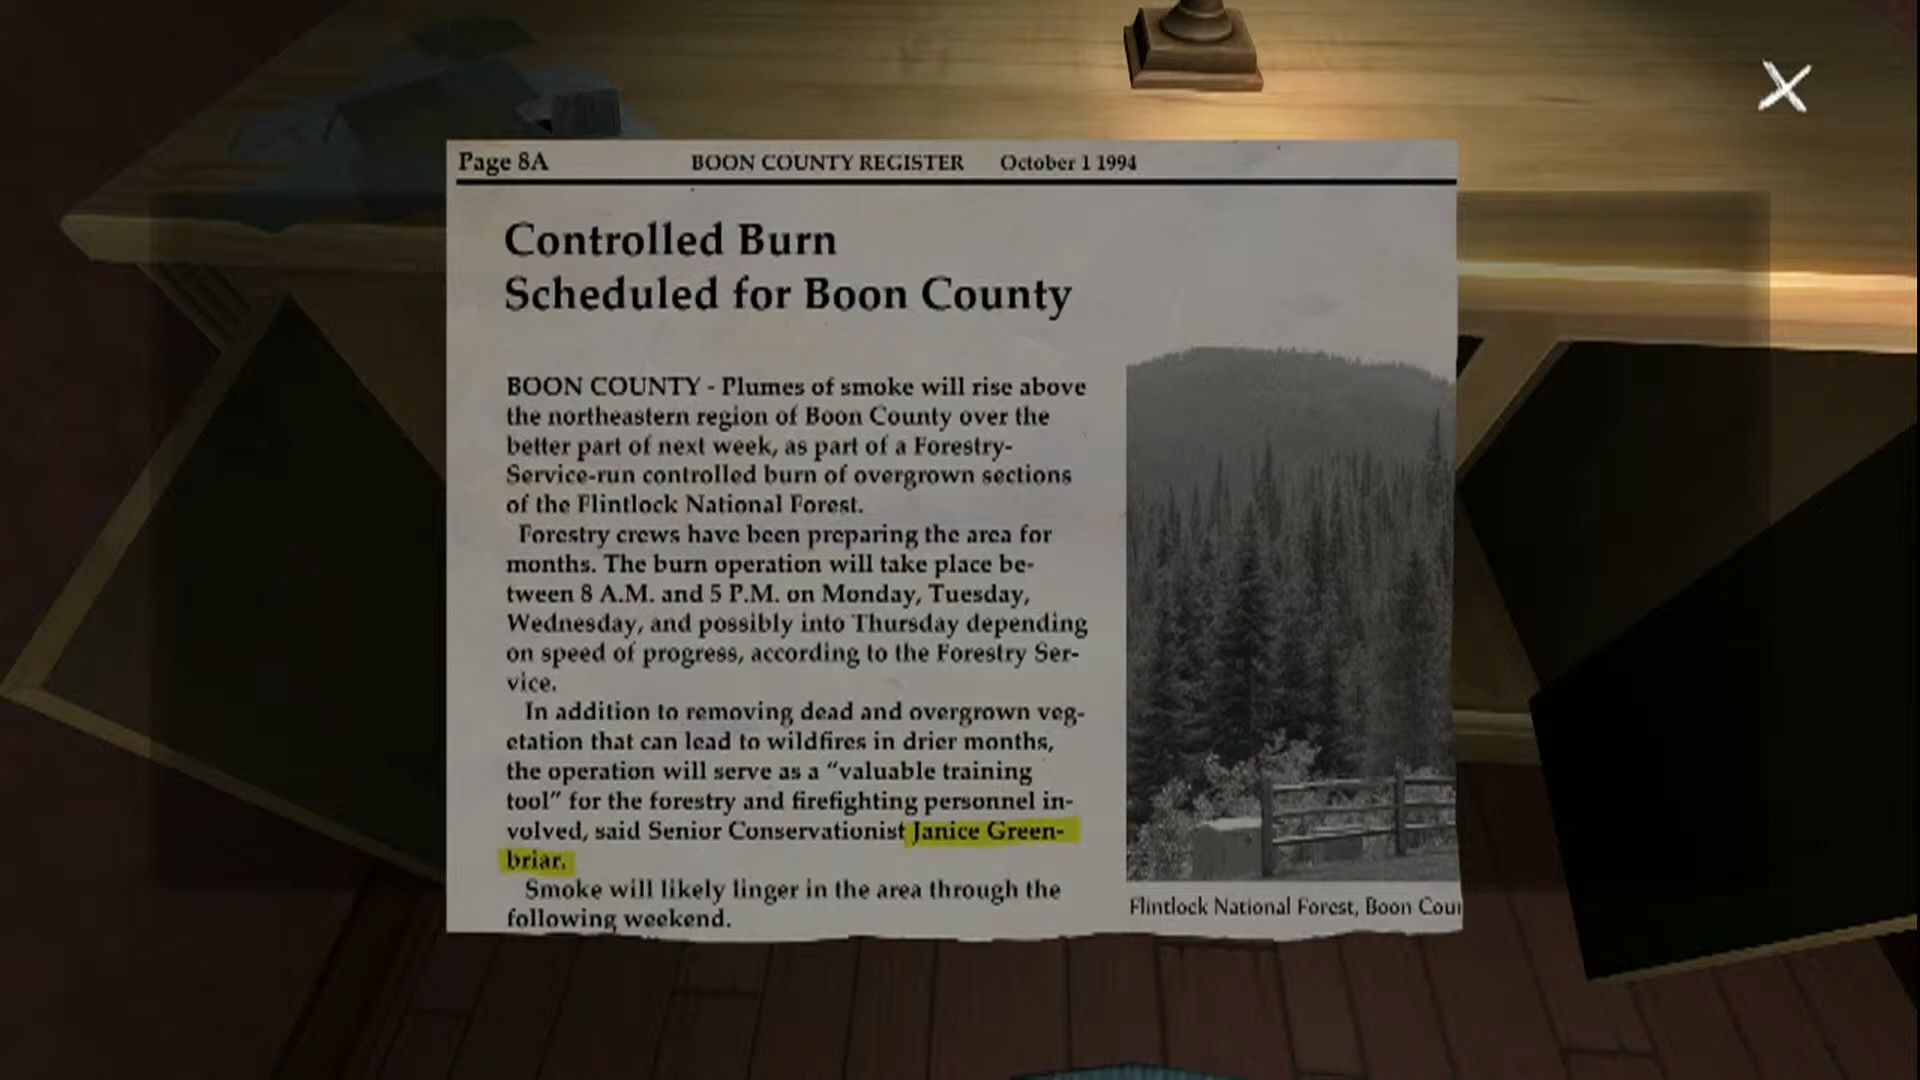 Page 8A BOON COUNTY REGISTER October 1 1994
Controlled Burn
Scheduled for Boon County
BOON COUNTY - Plumes of smoke will rise above
the northeastern region of Boon County over the
better part of next week, as part of a Forestry-
Service-run controlled burn of overgrown sections
of the Flintlock National Forest.
Forestry crews have been preparing the area for
months. The burn operation will take place be-
tween 8 A.M. and 5 P.M. on Monday, Tuesday,
Wednesday, and possibly into Thursday depending
on speed of progress, according to the Forestry Ser-
vice.
In addition to removing dead and overgrown veg-
etation that can lead to wildfires in drier months,
the operation will serve as a “valuable training
tool” for the forestry and firefighting personnel in-
volved, said Senior Conservationist Janice Green-
briar.
Smoke will likely linger in the area through the
following weekend.
Flintlock National Forest, Boon Coun